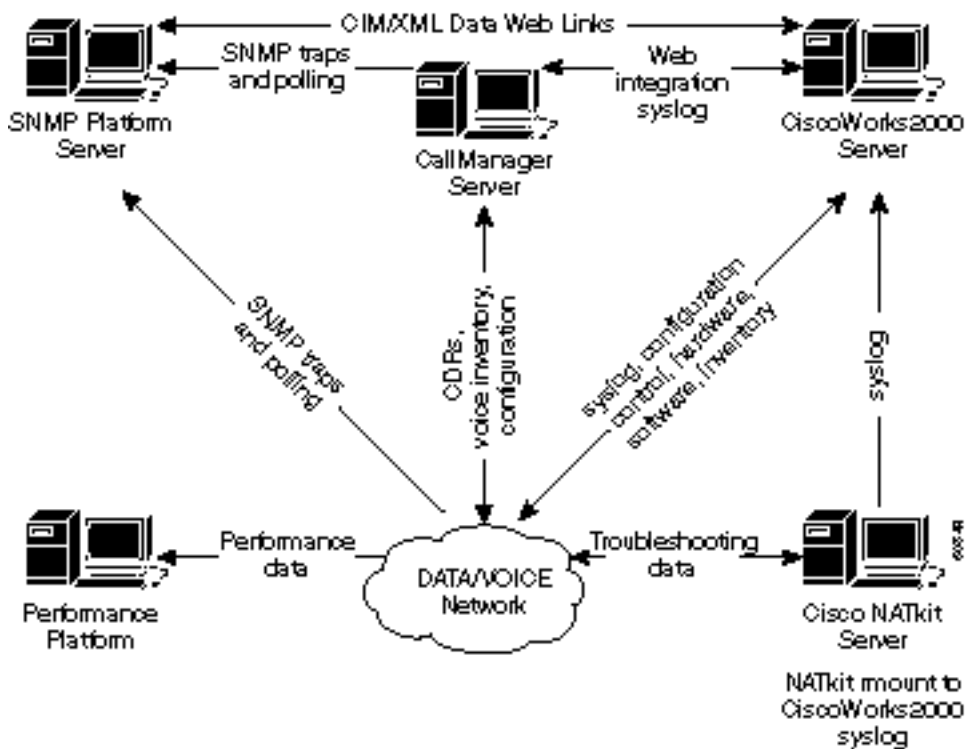 CIM/XML Data Web Links
SNMP traps
and polling
Web
integration
syslog
SNMP Platform
Server
CallManager
Server
CiscoWorks2000
Server
SNMP traps
and polling
CDRs,
voice inventory,
configuration
syslog, configuration
control, hardware,
software, inventory
syslog
Performance
data
Troubleshooting
data
DATA/VOICE
Network
Performance
Platform
Cisco NATkit
Server
NATkit mount to
CiscoWorks2000
syslog